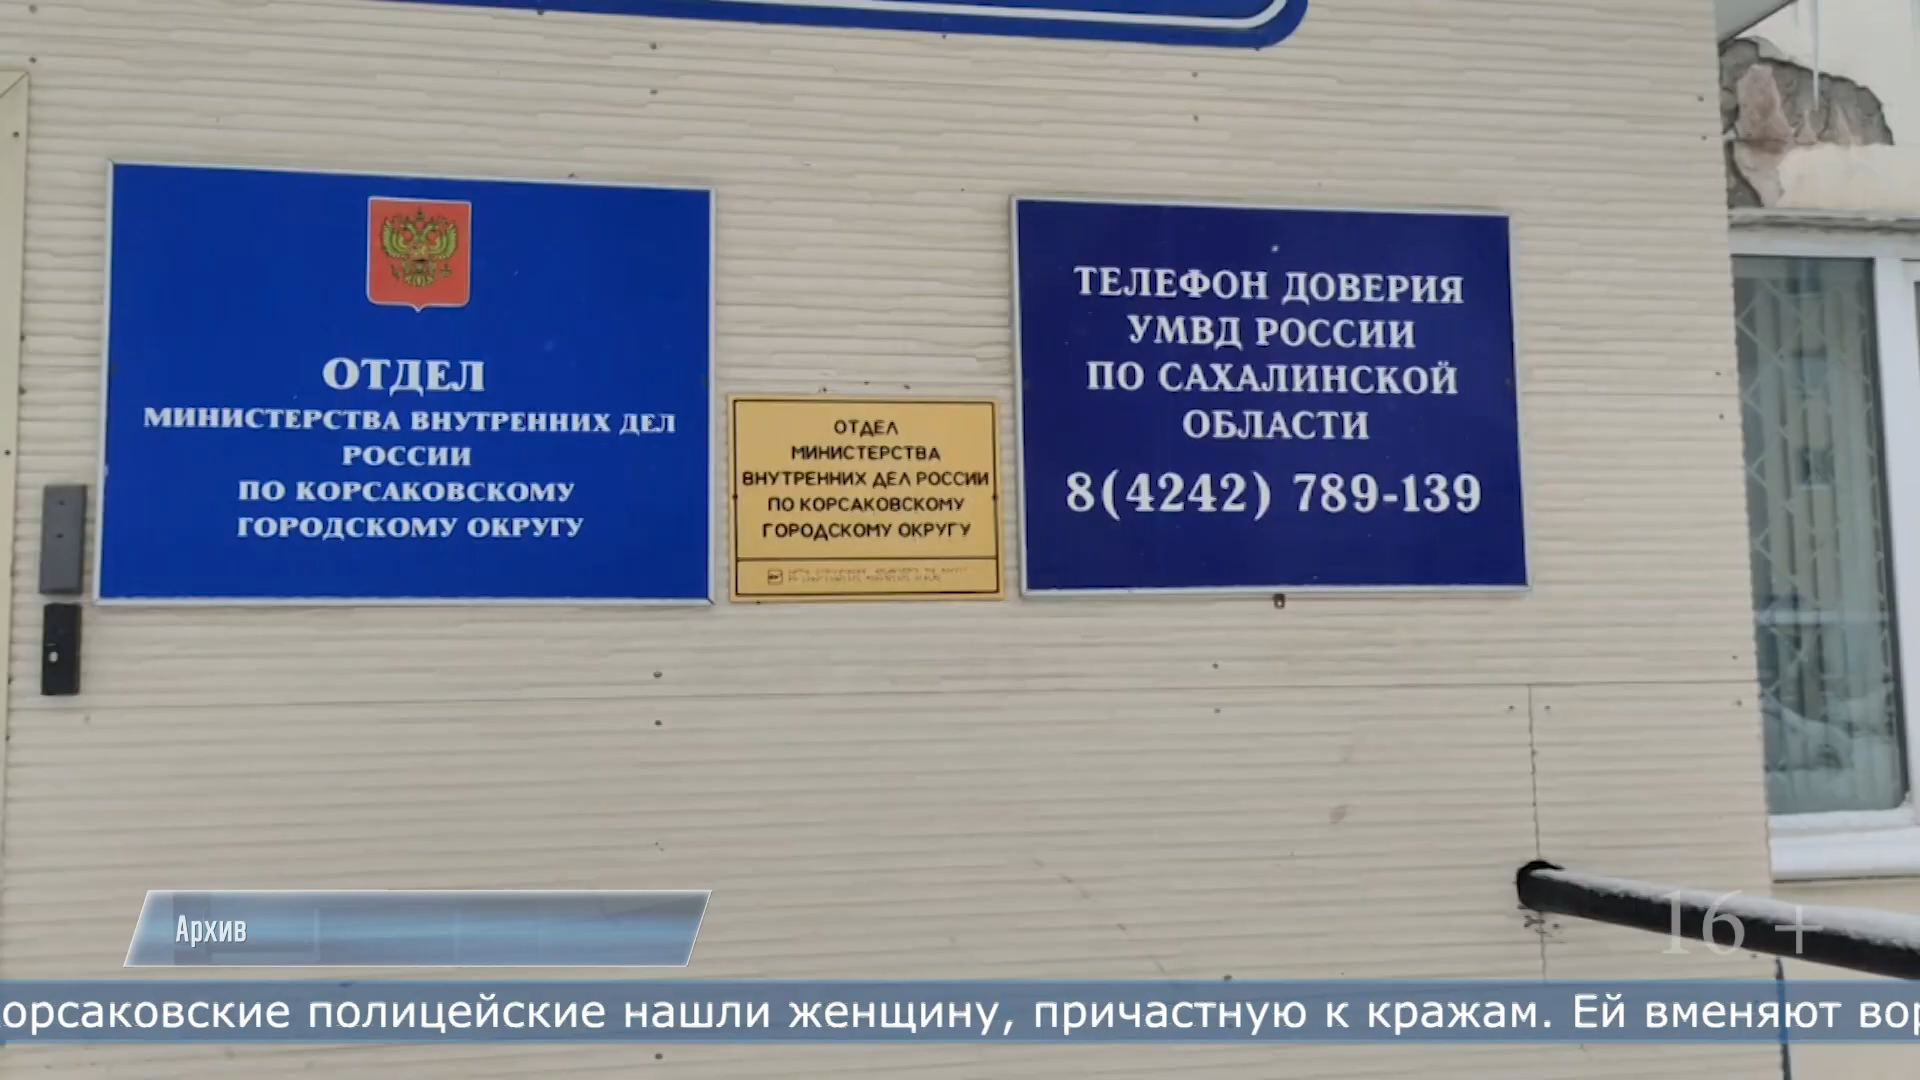 ОТДЕЛ
МИНИСТЕРСТВА ВНУТРЕННИХ ДЕЛ
РОССИИ
ПО КОРСАКОВСКОМУ
ГОРОДСКОМУ ОКРУГУ
ОТДЕЛ
МИНИСТЕРСТВА
ВНУТРЕННИХ ДЕЛ РОССИИ
ПО КОРСАКОВСКОМУ
ГОРОДСКОМУ ОКРУГУ
ТЕЛЕФОН ДОВЕРИЯ
УМВД РОССИИ
ПО САХАЛИНСКОЙ
ОБЛАСТИ
8(4242) 789-139
Архив
16 +
орсаковские полицейские нашли женщину, причастную к кражам. Ей вменяют вор